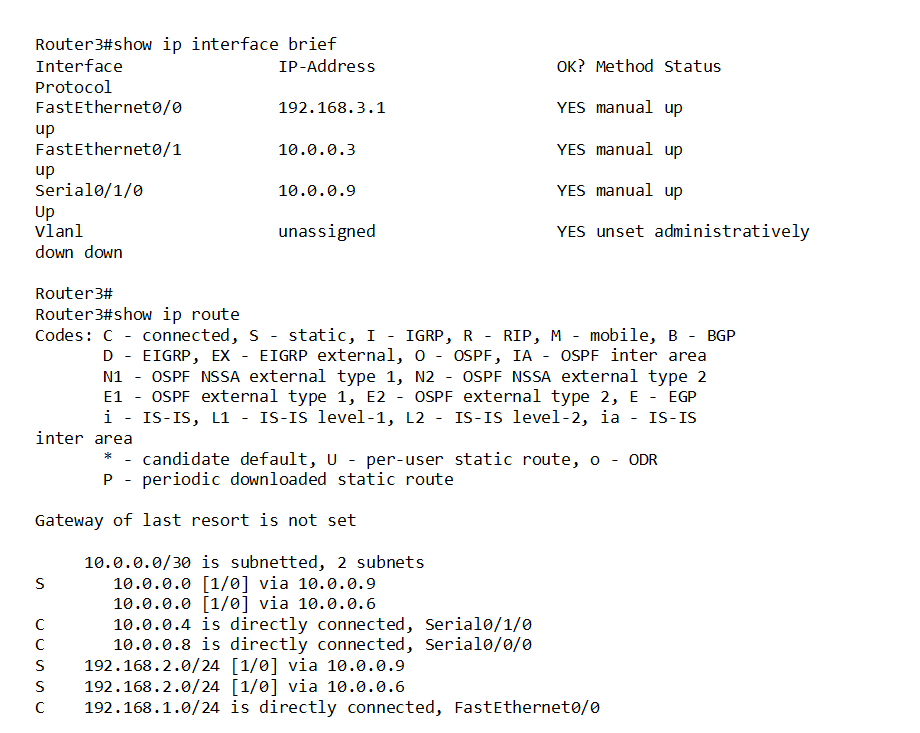 Router3#show ip interface brief
Interface                IP-Address                   OK? Method Status
Protocol
FastEthernet0/0          192.168.3.1                  YES manual up
up
FastEthernet0/1          10.0.0.3                     YES manual up
up
Serial0/1/0              10.0.0.9                     YES manual up
Up
Vlanl                    unassigned                   YES unset administratively
down down
Router3#
Router3#show ip route
Codes: C - connected, S - static, I - IGRP, R - RIP, M - mobile, B - BGP
       D - EIGRP, EX - EIGRP external, O - OSPF, IA - OSPF inter area
       N1 - OSPF NSSA external type 1, N2 - OSPF NSSA external type 2
       E1 - OSPF external type 1, E2 - OSPF external type 2, E - EGP
       i - IS-IS, L1 - IS-IS level-1, L2 - IS-IS level-2, ia - IS-IS
inter area
       * - candidate default, U - per-user static route, o - ODR
       P - periodic downloaded static route
Gateway of last resort is not set
     10.0.0.0/30 is subnetted, 2 subnets
S       10.0.0.0 [1/0] via 10.0.0.9
        10.0.0.0 [1/0] via 10.0.0.6
C       10.0.0.4 is directly connected, Serial0/1/0
C       10.0.0.8 is directly connected, Serial0/0/0
S    192.168.2.0/24 [1/0] via 10.0.0.9
S    192.168.2.0/24 [1/0] via 10.0.0.6
C    192.168.1.0/24 is directly connected, FastEthernet0/0